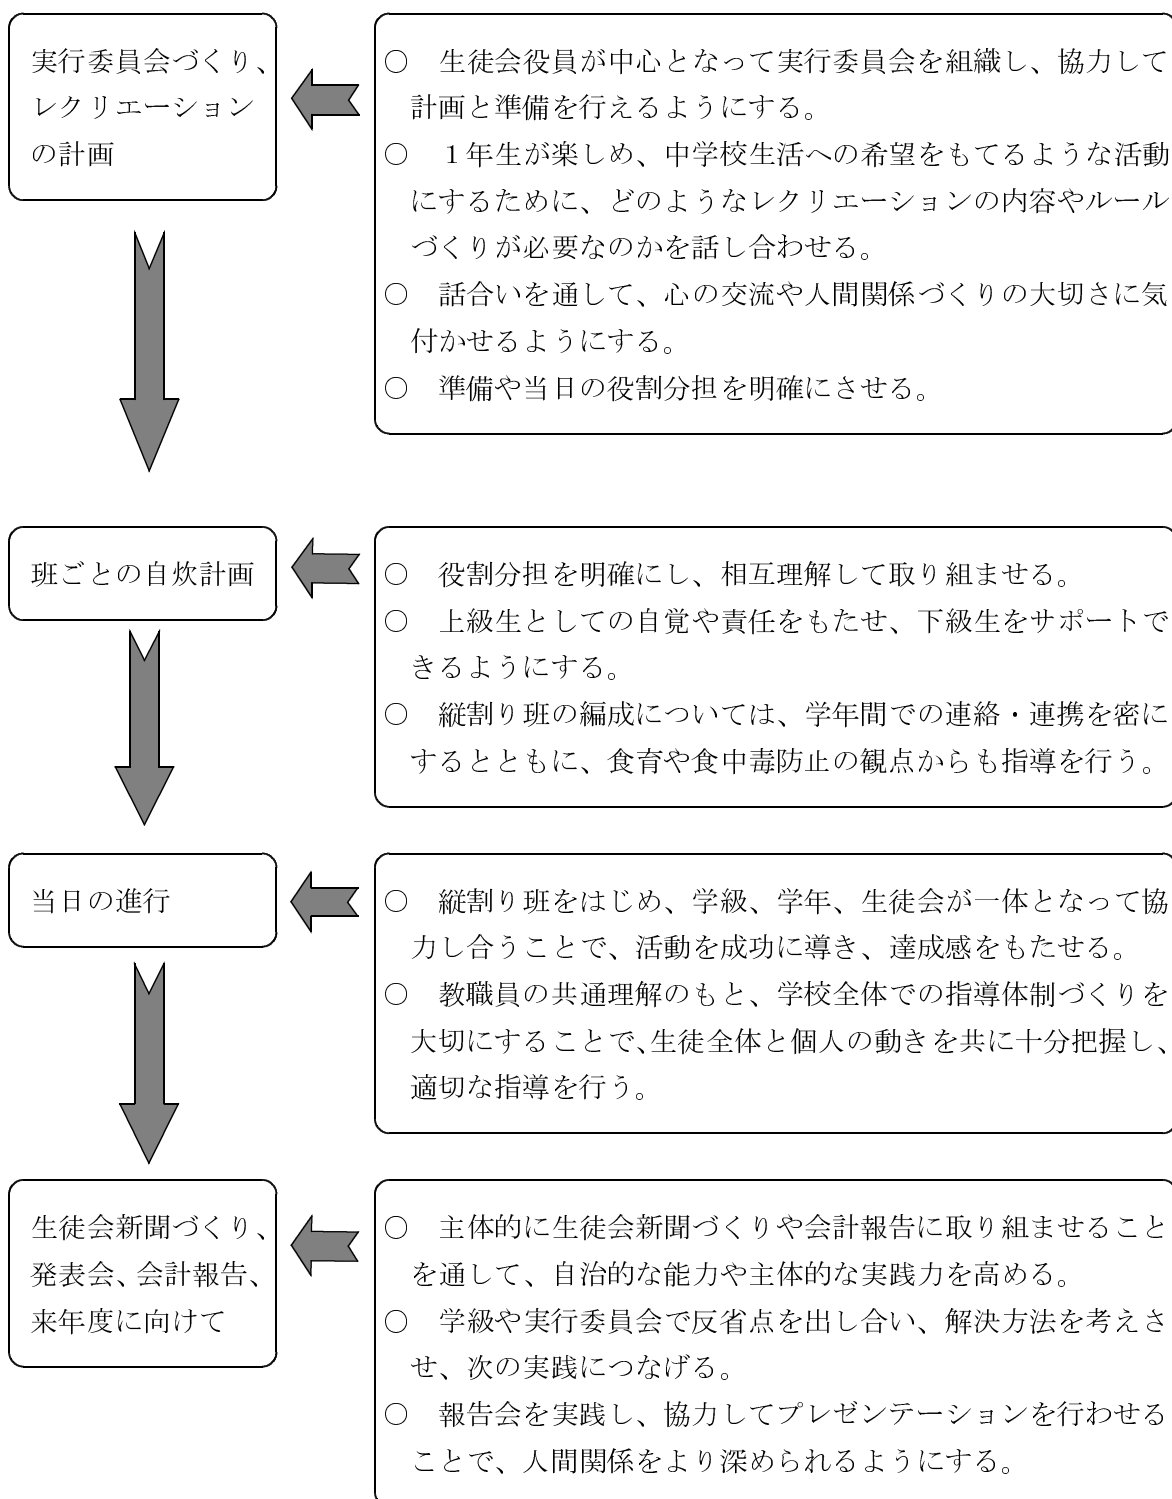 実行委員会づくり、
レクリエーション
の計画
○　生徒会役員が中心となって実行委員会を組織し、協力して
計画と準備を行えるようにする。
○　１年生が楽しめ、中学校生活への希望をもてるような活動
にするために、どのようなレクリエーションの内容やルール
づくりが必要なのかを話し合わせる。
○　話合いを通して、心の交流や人間関係づくりの大切さに気
付かせるようにする。
○　準備や当日の役割分担を明確にさせる。
班ごとの自炊計画
○　役割分担を明確にし、相互理解して取り組ませる。
○　上級生としての自覚や責任をもたせ、下級生をサポートで
きるようにする。
○　縦割り班の編成については、学年間での連絡・連携を密に
するとともに、食育や食中毒防止の観点からも指導を行う。
当日の進行
○　縦割り班をはじめ、学級、学年、生徒会が一体となって協
力し合うことで、活動を成功に導き、達成感をもたせる。
○　教職員の共通理解のもと、学校全体での指導体制づくりを
大切にすることで、生徒全体と個人の動きを共に十分把握し、
適切な指導を行う。
生徒会新聞づくり、
発表会、会計報告、
来年度に向けて
○　主体的に生徒会新聞づくりや会計報告に取り組ませること
を通して、自治的な能力や主体的な実践力を高める。
○　学級や実行委員会で反省点を出し合い、解決方法を考えさ
せ、次の実践につなげる。
○　報告会を実践し、協力してプレゼンテーションを行わせる
ことで、人間関係をより深められるようにする。